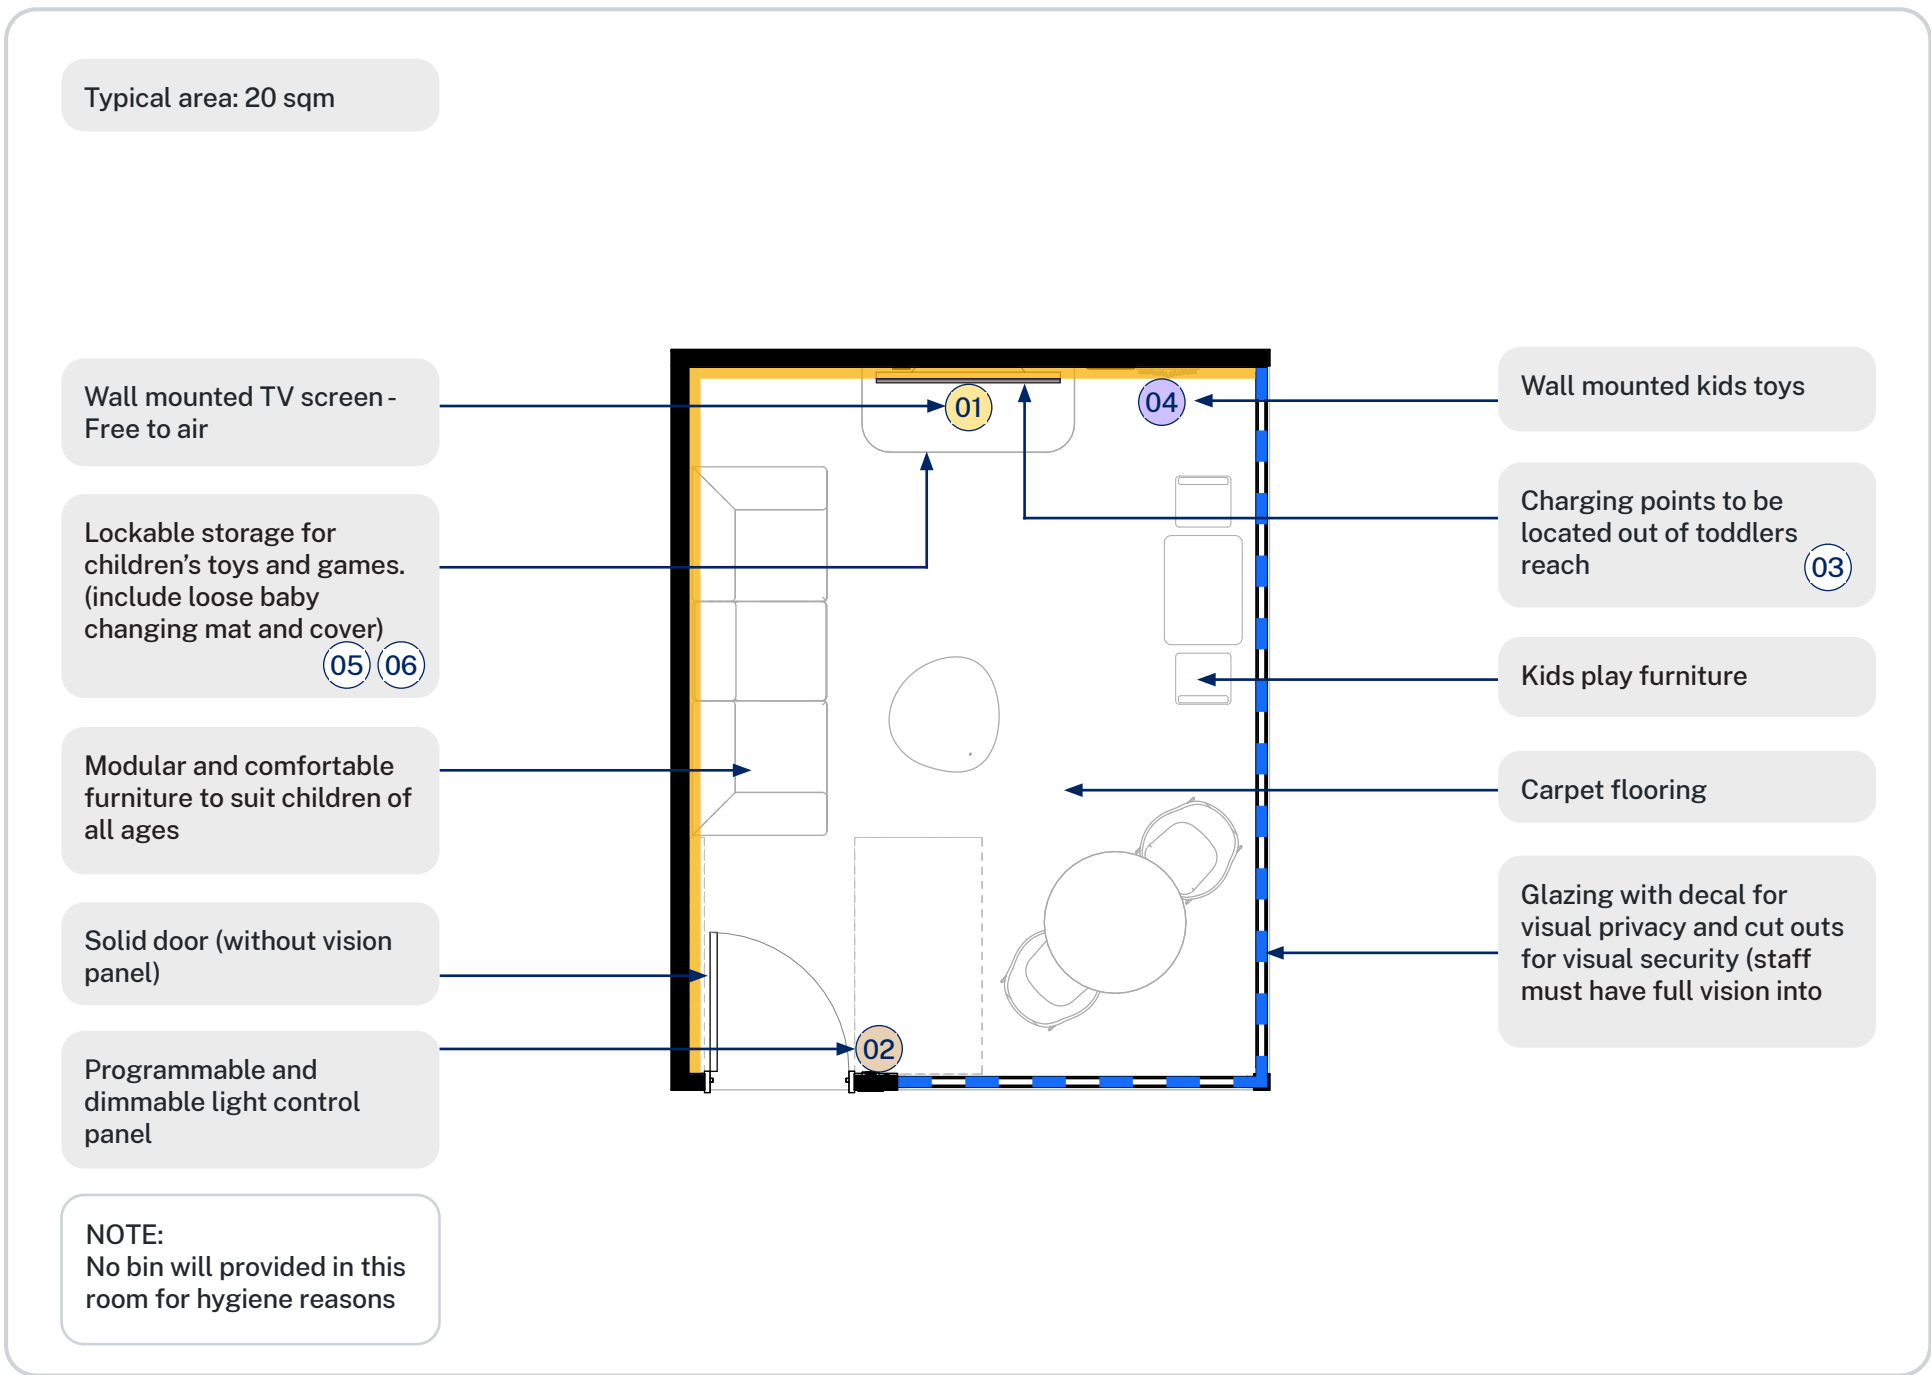 Typical area: 20 sqm
Wall mounted TV screen -
Free to air
Lockable storage for
children’s toys and games.
(include loose baby
changing mat and cover)
05 06
Modular and comfortable
furniture to suit children of
all ages
Solid door (without vision
panel)
Programmable and
dimmable light control
panel
NOTE:
No bin will provided in this
room for hygiene reasons
01
04
02
Wall mounted kids toys
Charging points to be
located out of toddlers
reach
03
Kids play furniture
Carpet flooring
Glazing with decal for
visual privacy and cut outs
for visual security (staff
must have full vision into